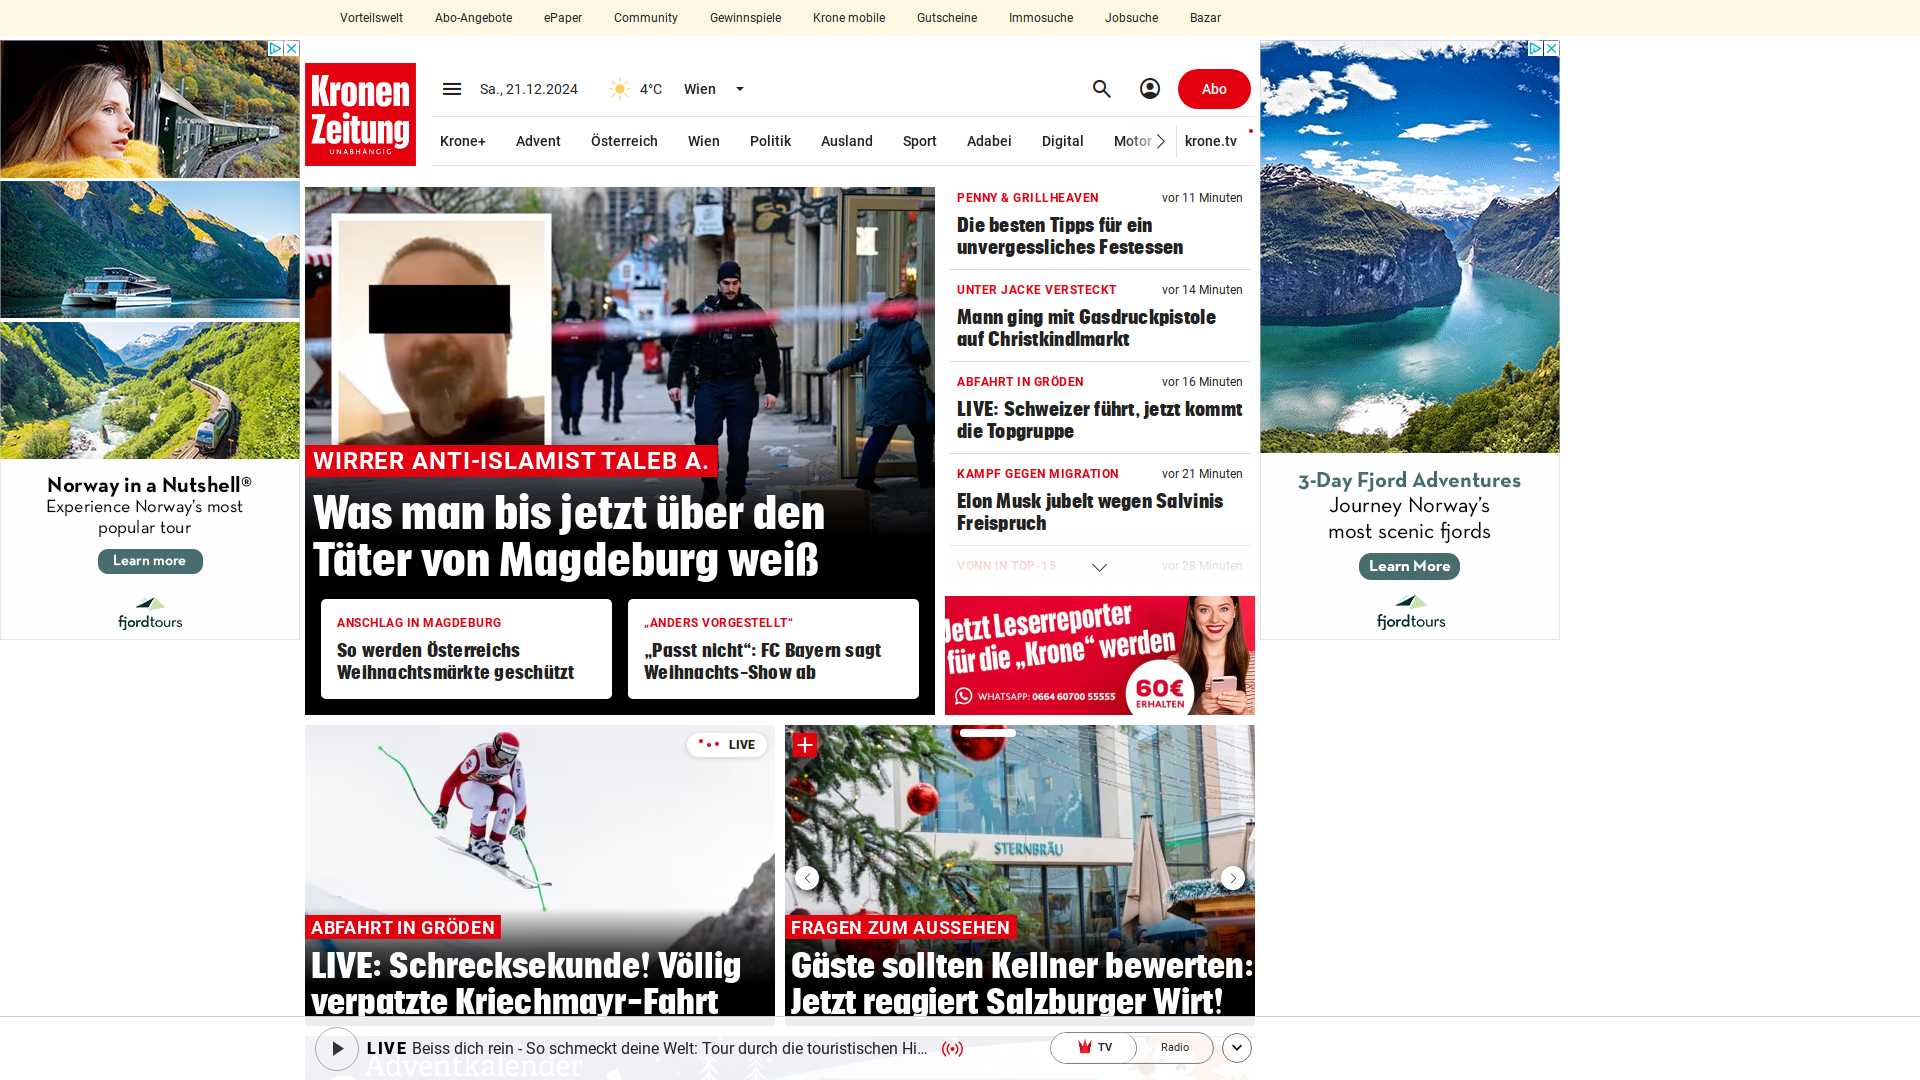 Vorteilswelt Abo-Angebote ePaper Community Gewinnspiele Krone mobile Gutscheine Immosuche Jobsuche Bazar
Kronen
Zeitung
UNABHÄNGIG
Sa., 21.12.2024 4°C Wien Abo
Krone+ Advent Österreich Wien Politik Ausland Sport Adabei Digital Motor krone.tv
Norway in a Nutshell®
Experience Norway's most
popular tour
Learn more
fjordtours
WIRRER ANTI-ISLAMIST TALEB A.
Was man bis jetzt über den
Täter von Magdeburg weiß
ANSCHLAG IN MAGDEBURG
So werden Österreichs
Weihnachtsmärkte geschützt
„ANDERS VORGESTELLT“
„Passt nicht“: FC Bayern sagt
Weihnachts-Show ab
PENNY & GRILLHEAVEN vor 11 Minuten
Die besten Tipps für ein
unvergessliches Festessen
UNTER JACKE VERSTECKT vor 14 Minuten
Mann ging mit Gasdruckpistole
auf Christkindlmarkt
ABFAHRT IN GRÖDEN vor 16 Minuten
LIVE: Schweizer führt, jetzt kommt
die Topgruppe
KAMPF GEGEN MIGRATION vor 21 Minuten
Elon Musk jubelt wegen Salvinis
Freispruch
VONN IN TOP-15 vor 28 Minuten
Jetzt Leserreporter
für die „Krone“ werden
WHATSAPP: 0664 60700 55555
60€
ERHALTEN
3-Day Fjord Adventures
Journey Norway's
most scenic fjords
Learn More
fjordtours
LIVE
ABFAHRT IN GRÖDEN
LIVE: Schrecksekunde! Völlig
verpatzte Kriechmayr-Fahrt
STERNBRÄU
FRAGEN ZUM AUSSEHEN
Gäste sollten Kellner bewerten:
Jetzt reagiert Salzburger Wirt!
LIVE Beiss dich rein - So schmeckt deine Welt: Tour durch die touristischen Hi...
TV Radio
Adventkalender